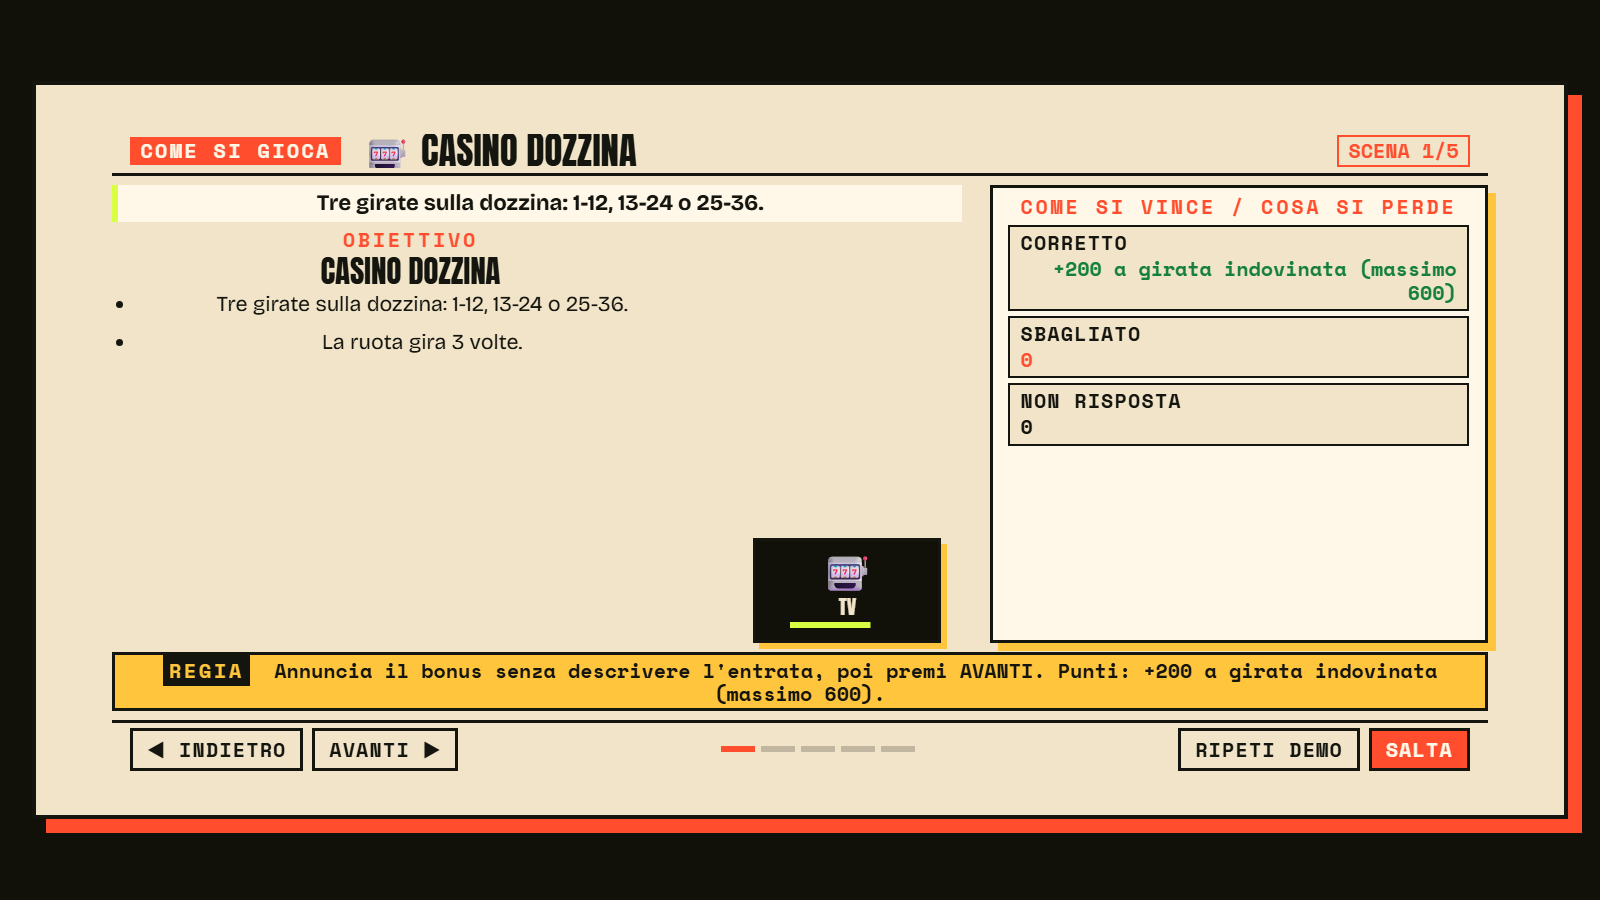 COME SI GIOCA
CASINO DOZZINA
SCENA 1/5
Tre girate sulla dozzina: 1-12, 13-24 o 25-36.
OBIETTIVO
CASINO DOZZINA
• Tre girate sulla dozzina: 1-12, 13-24 o 25-36.
• La ruota gira 3 volte.
TV
COME SI VINCE / COSA SI PERDE
CORRETTO
+200 a girata indovinata (massimo
600)
SBAGLIATO
0
NON RISPOSTA
0
REGIA Annuncia il bonus senza descrivere l'entrata, poi premi AVANTI. Punti: +200 a girata indovinata
(massimo 600).
◀ INDIETRO
AVANTI ▶
RIPETI DEMO
SALTA